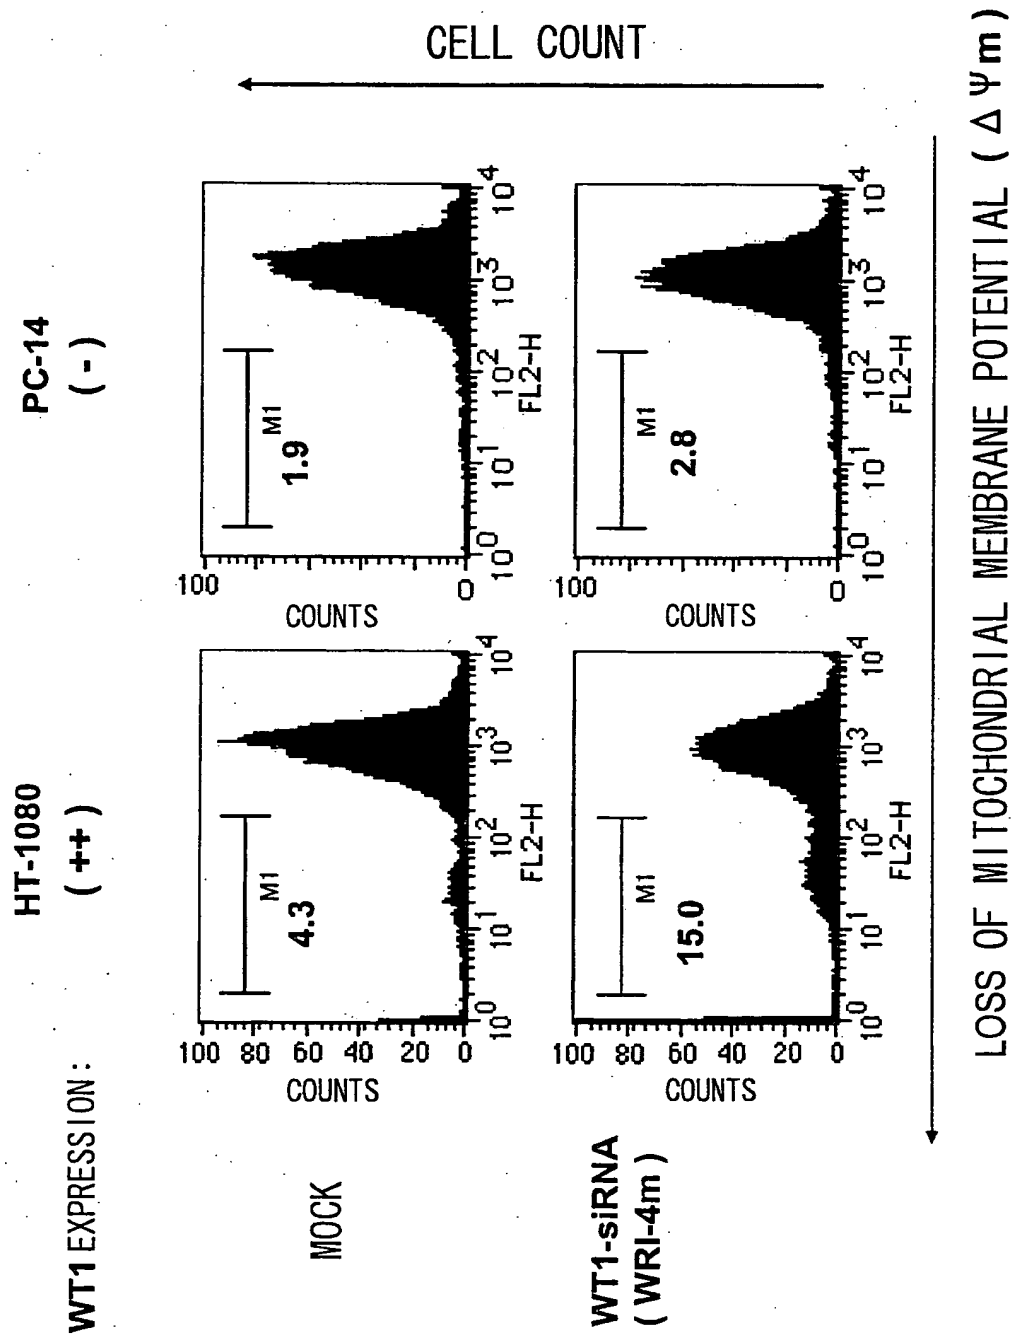 HT-1080 PC-14
WT1 EXPRESSION: (++) (-)
MOCK
COUNTS
100 80 60 40 20 0
M1
4.3
10^0 10^1 10^2 10^3 10^4
FL2-H
COUNTS
100 0
M1
1.9
10^0 10^1 10^2 10^3 10^4
FL2-H
CELL COUNT
WT1-siRNA
( WRI-4m )
COUNTS
100 80 60 40 20 0
M1
15.0
10^0 10^1 10^2 10^3 10^4
FL2-H
COUNTS
100 0
M1
2.8
10^0 10^1 10^2 10^3 10^4
FL2-H
LOSS OF MITOCHONDRIAL MEMBRANE POTENTIAL ( Δ Ψ m )